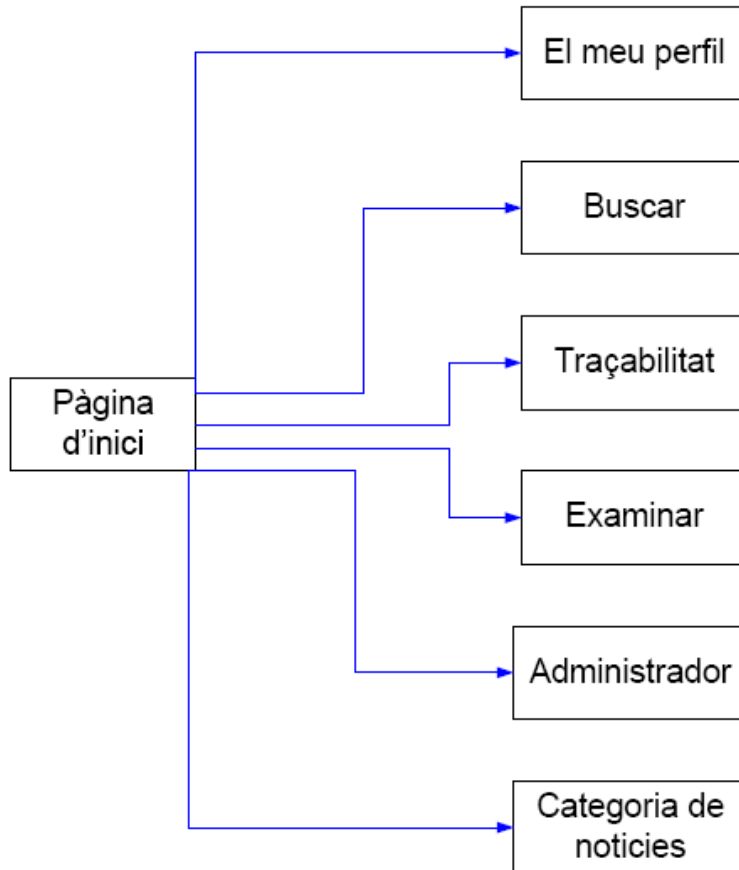 El meu perfil
Buscar
Traçabilitat
Pàgina
d’inici
Examinar
Administrador
Categoria de
noticies